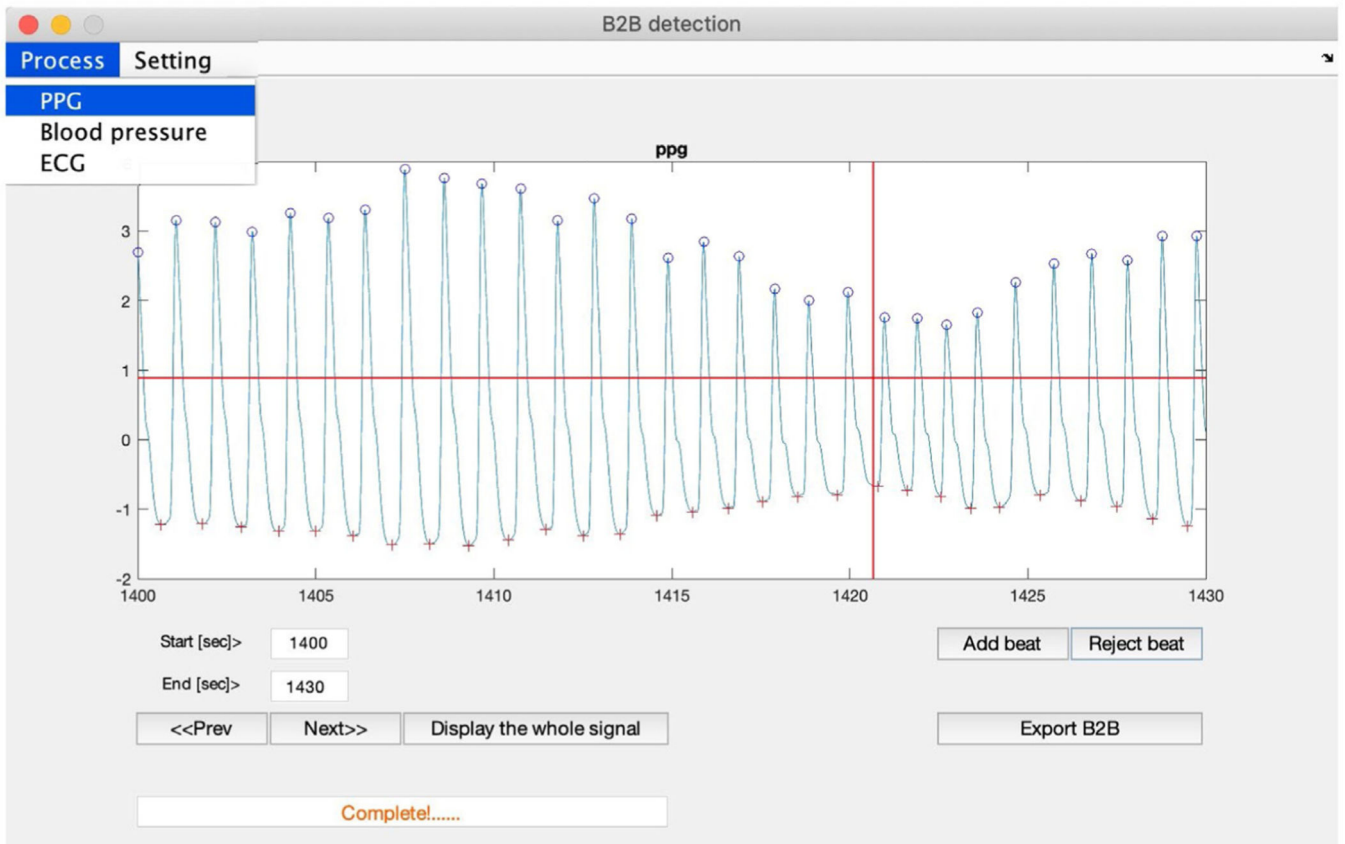 B2B detection
Process Setting
PPG
Blood pressure
ECG
ppg
3
2
1
0
-1
-2
1400 1405 1410 1415 1420 1425 1430
Start [sec]> 1400 Add beat Reject beat
End [sec]> 1430
<<Prev Next>> Display the whole signal Export B2B
Complete!......